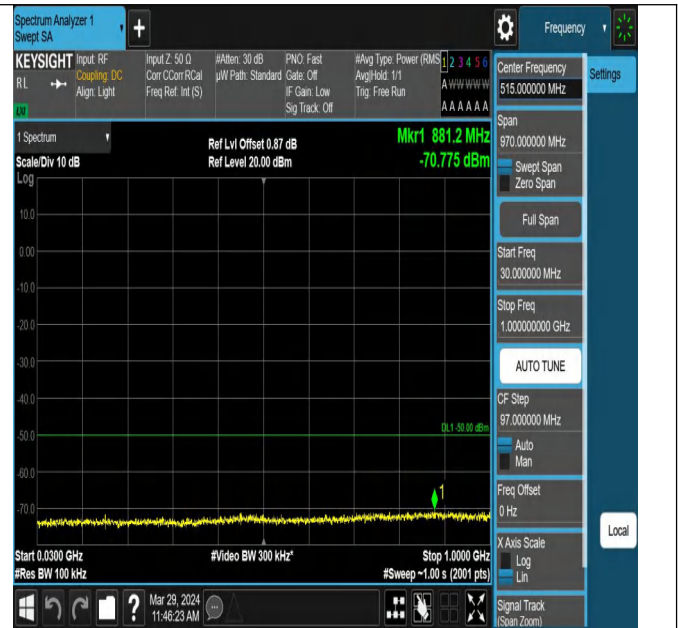 Spectrum Analyzer 1
Swept SA
+
Frequency
KEYSIGHT
RL
LXI
Input: RF
Coupling: DC
Align: Light
Input Z: 50 Ω
Corr CCorr RCal
Freq Ref: Int (S)
#Atten: 30 dB
µW Path: Standard
PNO: Fast
Gate: Off
IF Gain: Low
Sig Track: Off
#Avg Type: Power (RMS
Avg|Hold: 1/1
Trig: Free Run
1 2 3 4 5 6
A W W W W W
A A A A A A
1 Spectrum
Scale/Div 10 dB
Log
Ref Lvl Offset 0.87 dB
Ref Level 20.00 dBm
Mkr1 881.2 MHz
-70.775 dBm
10.0
0.00
-10.0
-20.0
-30.0
-40.0
DL1 -50.00 dBm
-50.0
-60.0
1
-70.0
Start 0.0300 GHz
#Res BW 100 kHz
#Video BW 300 kHz*
Stop 1.0000 GHz
#Sweep ~1.00 s (2001 pts)
Center Frequency
515.000000 MHz
Settings
Span
970.000000 MHz
Swept Span
Zero Span
Full Span
Start Freq
30.000000 MHz
Stop Freq
1.000000000 GHz
AUTO TUNE
CF Step
97.000000 MHz
Auto
Man
Freq Offset
0 Hz
X Axis Scale
Log
Lin
Local
Signal Track
(Span Zoom)
?
Mar 29, 2024
11:46:23 AM